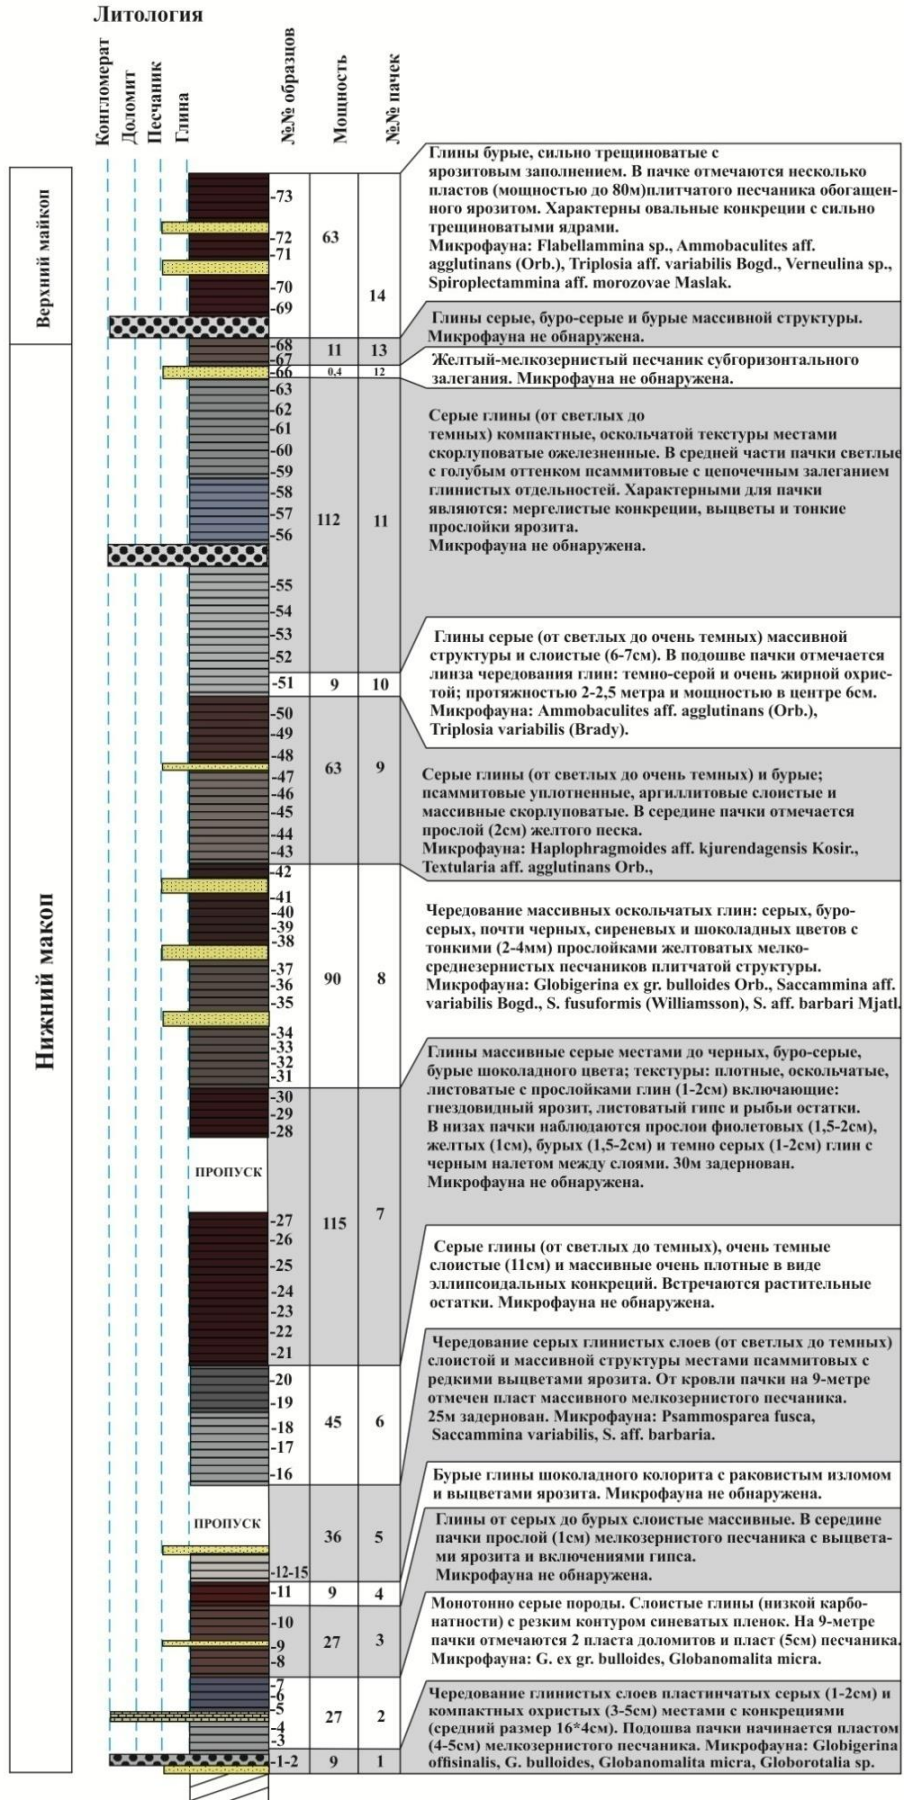 Литология
Конгломерат
Доломит
Песчаник
Глина
№№ образцов
Мощность
№№ пачек
Верхний майкоп
Нижний макоп
-73
-72
-71
-70
-69
63
14
Глины бурые, сильно трещиноватые с
ярозитовым заполнением. В пачке отмечаются несколько
пластов (мощностью до 80м)плитчатого песчаника обогащен-
ного ярозитом. Характерны овальные конкреции с сильно
трещиноватыми ядрами.
Микрофауна: Flabellammina sp., Ammobaculites aff.
agglutinans (Orb.), Triplosia aff. variabilis Bogd., Verneulina sp.,
Spiroplectammina aff. morozovae Maslak.
-68
-67
11
13
Глины серые, буро-серые и бурые массивной структуры.
Микрофауна не обнаружена.
-66
0,4
12
Желтый-мелкозернистый песчаник субгоризонтального
залегания. Микрофауна не обнаружена.
-63
-62
-61
-60
-59
-58
-57
-56
-55
-54
-53
-52
112
11
Серые глины (от светлых до
темных) компактные, оскольчатой текстуры местами
скорлуповатые ожелезненные. В средней части пачки светлые
с голубым оттенком псаммитовые с цепочечным залеганием
глинистых отдельностей. Характерными для пачки
являются: мергелистые конкреции, выцветы и тонкие
прослойки ярозита.
Микрофауна не обнаружена.
-51
9
10
Глины серые (от светлых до очень темных) массивной
структуры и слоистые (6-7см). В подошве пачки отмечается
линза чередования глин: темно-серой и очень жирной охрис-
той; протяжностью 2-2,5 метра и мощностью в центре 6см.
Микрофауна: Ammobaculites aff. agglutinans (Orb.),
Triplosia variabilis (Brady).
-50
-49
-48
-47
-46
-45
-44
-43
63
9
Серые глины (от светлых до очень темных) и бурые;
псаммитовые уплотненные, аргиллитовые слоистые и
массивные скорлуповатые. В середине пачки отмечается
прослой (2см) желтого песка.
Микрофауна: Haplophragmoides aff. kjurendagensis Kosir.,
Textularia aff. agglutinans Orb.,
-42
-41
-40
-39
-38
-37
-36
-35
-34
-33
-32
-31
90
8
Чередование массивных оскольчатых глин: серых, буро-
серых, почти черных, сиреневых и шоколадных цветов с
тонкими (2-4мм) прослойками желтоватых мелко-
среднезернистых песчаников плитчатой структуры.
Микрофауна: Globigerina ex gr. bulloides Orb., Saccammina aff.
variabilis Bogd., S. fusuformis (Williamsson), S. aff. barbari Mjatl.
-30
-29
-28
ПРОПУСК
-27
-26
-25
-24
-23
-22
-21
115
7
Глины массивные серые местами до черных, буро-серые,
бурые шоколадного цвета; текстуры: плотные, оскольчатые,
листоватые с прослойками глин (1-2см) включающие:
гнездовидный ярозит, листоватый гипс и рыбьи остатки.
В низах пачки наблюдаются прослои фиолетовых (1,5-2см),
желтых (1см), бурых (1,5-2см) и темно серых (1-2см) глин с
черным налетом между слоями. 30м задернован.
Микрофауна не обнаружена.
-20
-19
-18
-17
-16
45
6
Серые глины (от светлых до темных), очень темные
слоистые (11см) и массивные очень плотные в виде
эллипсоидальных конкреций. Встречаются растительные
остатки. Микрофауна не обнаружена.
ПРОПУСК
-12-15
36
5
Чередование серых глинистых слоев (от светлых до темных)
слоистой и массивной структуры местами псаммитовых с
редкими выцветами ярозита. От кровли пачки на 9-метре
отмечен пласт массивного мелкозернистого песчаника.
25м задернован. Микрофауна: Psammosparea fusca,
Saccammina variabilis, S. aff. barbaria.
-11
9
4
Бурые глины шоколадного колорита с раковистым изломом
и выцветами ярозита. Микрофауна не обнаружена.
-10
-9
-8
27
3
Глины от серых до бурых слоистые массивные. В середине
пачки прослой (1см) мелкозернистого песчаника с выцвета-
ми ярозита и включениями гипса.
Микрофауна не обнаружена.
-7
-6
-5
-4
-3
27
2
Монотонно серые породы. Слоистые глины (низкой карбо-
натности) с резким контуром синеватых пленок. На 9-метре
пачки отмечаются 2 пласта доломитов и пласт (5см) песчаника.
Микрофауна: G. ex gr. bulloides, Globanomalita micra.
-1-2
9
1
Чередование глинистых слоев пластинчатых серых (1-2см) и
компактных охристых (3-5см) местами с конкрециями
(средний размер 16*4см). Подошва пачки начинается пластом
(4-5см) мелкозернистого песчаника. Микрофауна: Globigerina
offisinalis, G. bulloides, Globanomalita micra, Globorotalia sp.